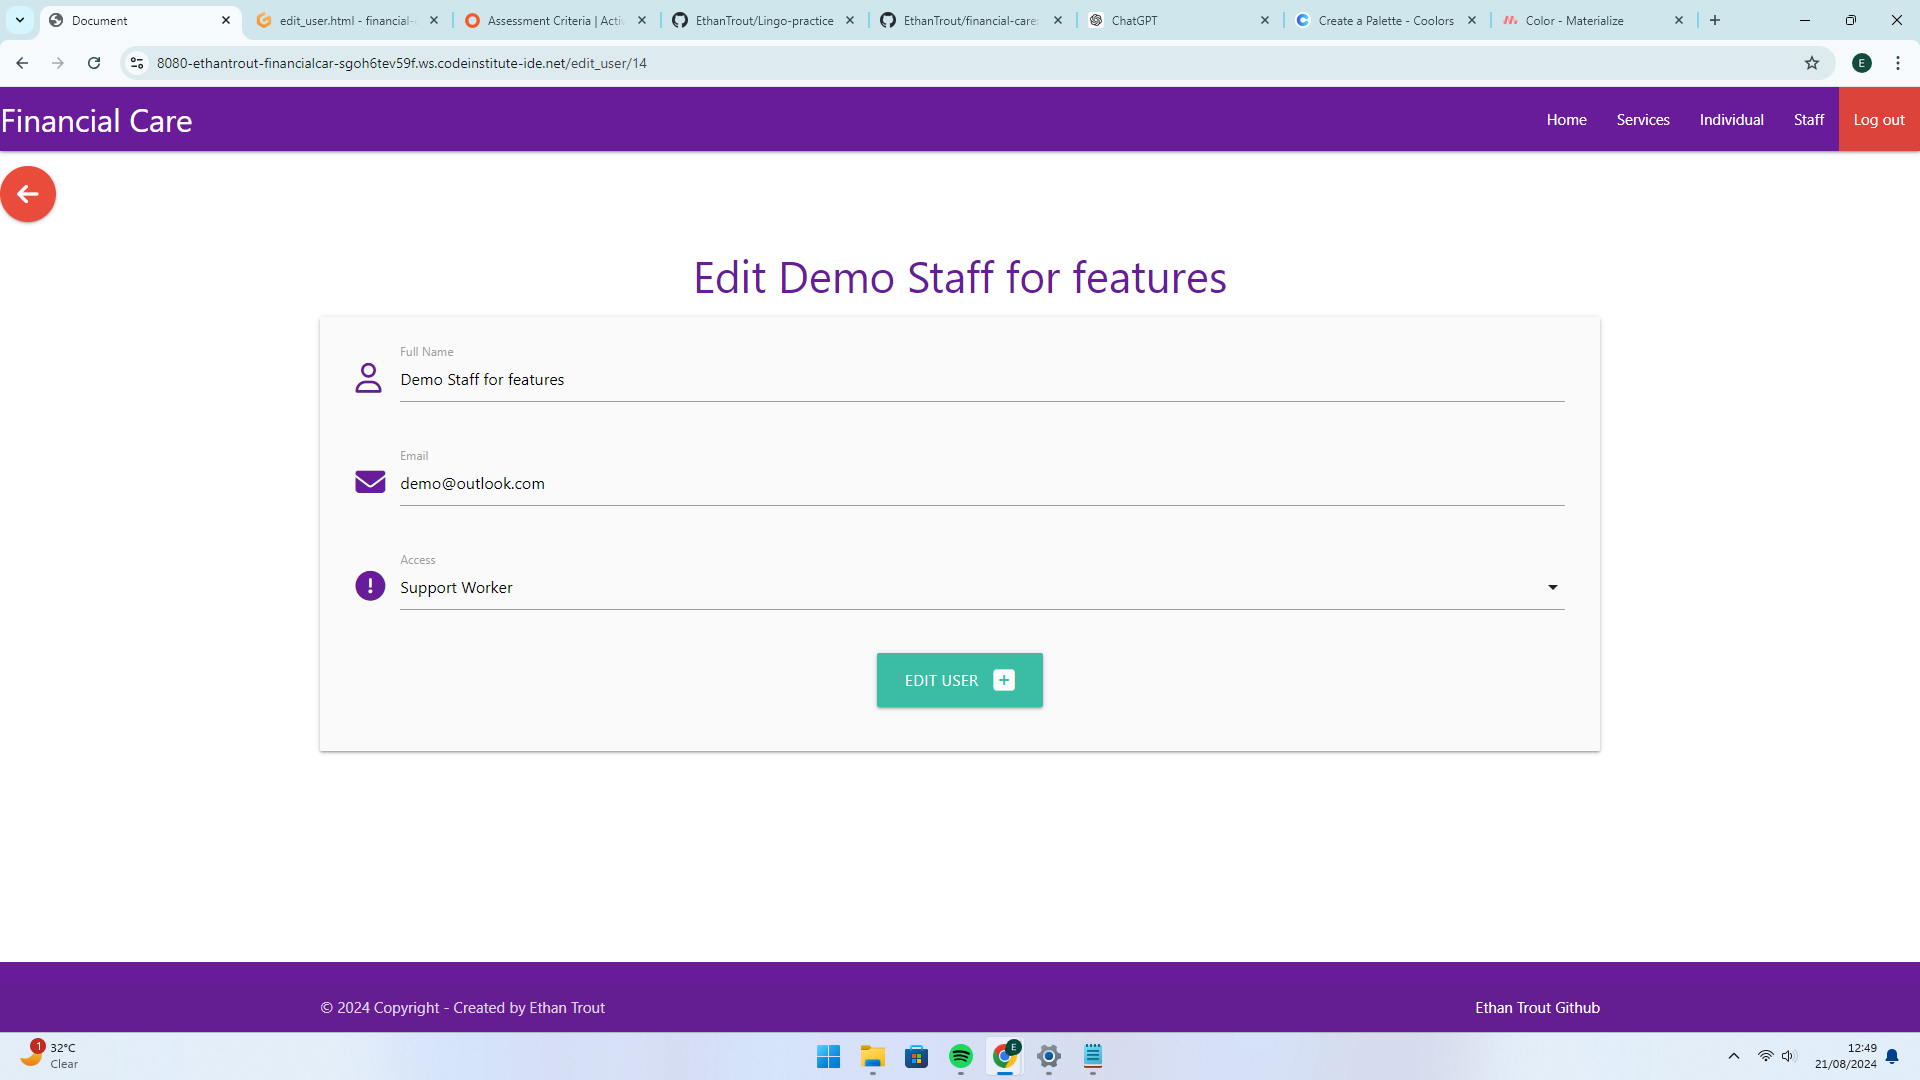 Document
edit_user.html - financial-
Assessment Criteria | Activ
EthanTrout/Lingo-practice
EthanTrout/financial-care
ChatGPT
Create a Palette - Coolors
Color - Materialize
8080-ethantrout-financialcar-sgoh6tev59f.ws.codeinstitute-ide.net/edit_user/14
E
Financial Care
Home
Services
Individual
Staff
Log out
Edit Demo Staff for features
Full Name
Demo Staff for features
Email
demo@outlook.com
Access
Support Worker
EDIT USER
© 2024 Copyright - Created by Ethan Trout
Ethan Trout Github
1
32°C
Clear
E
12:49
21/08/2024